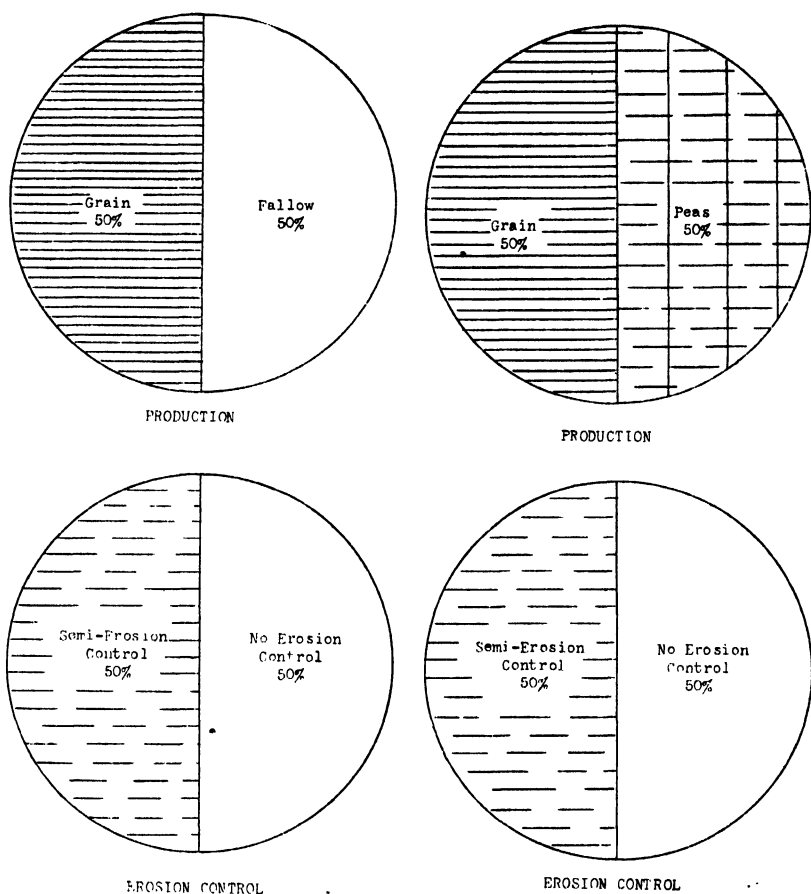 Grain
50%
Fallow
50%
PRODUCTION
Grain
50%
Peas
50%
PRODUCTION
Semi-Erosion
Control
50%
No Erosion
Control
50%
EROSION CONTROL
Semi-Erosion
Control
50%
No Erosion
Control
50%
EROSION CONTROL